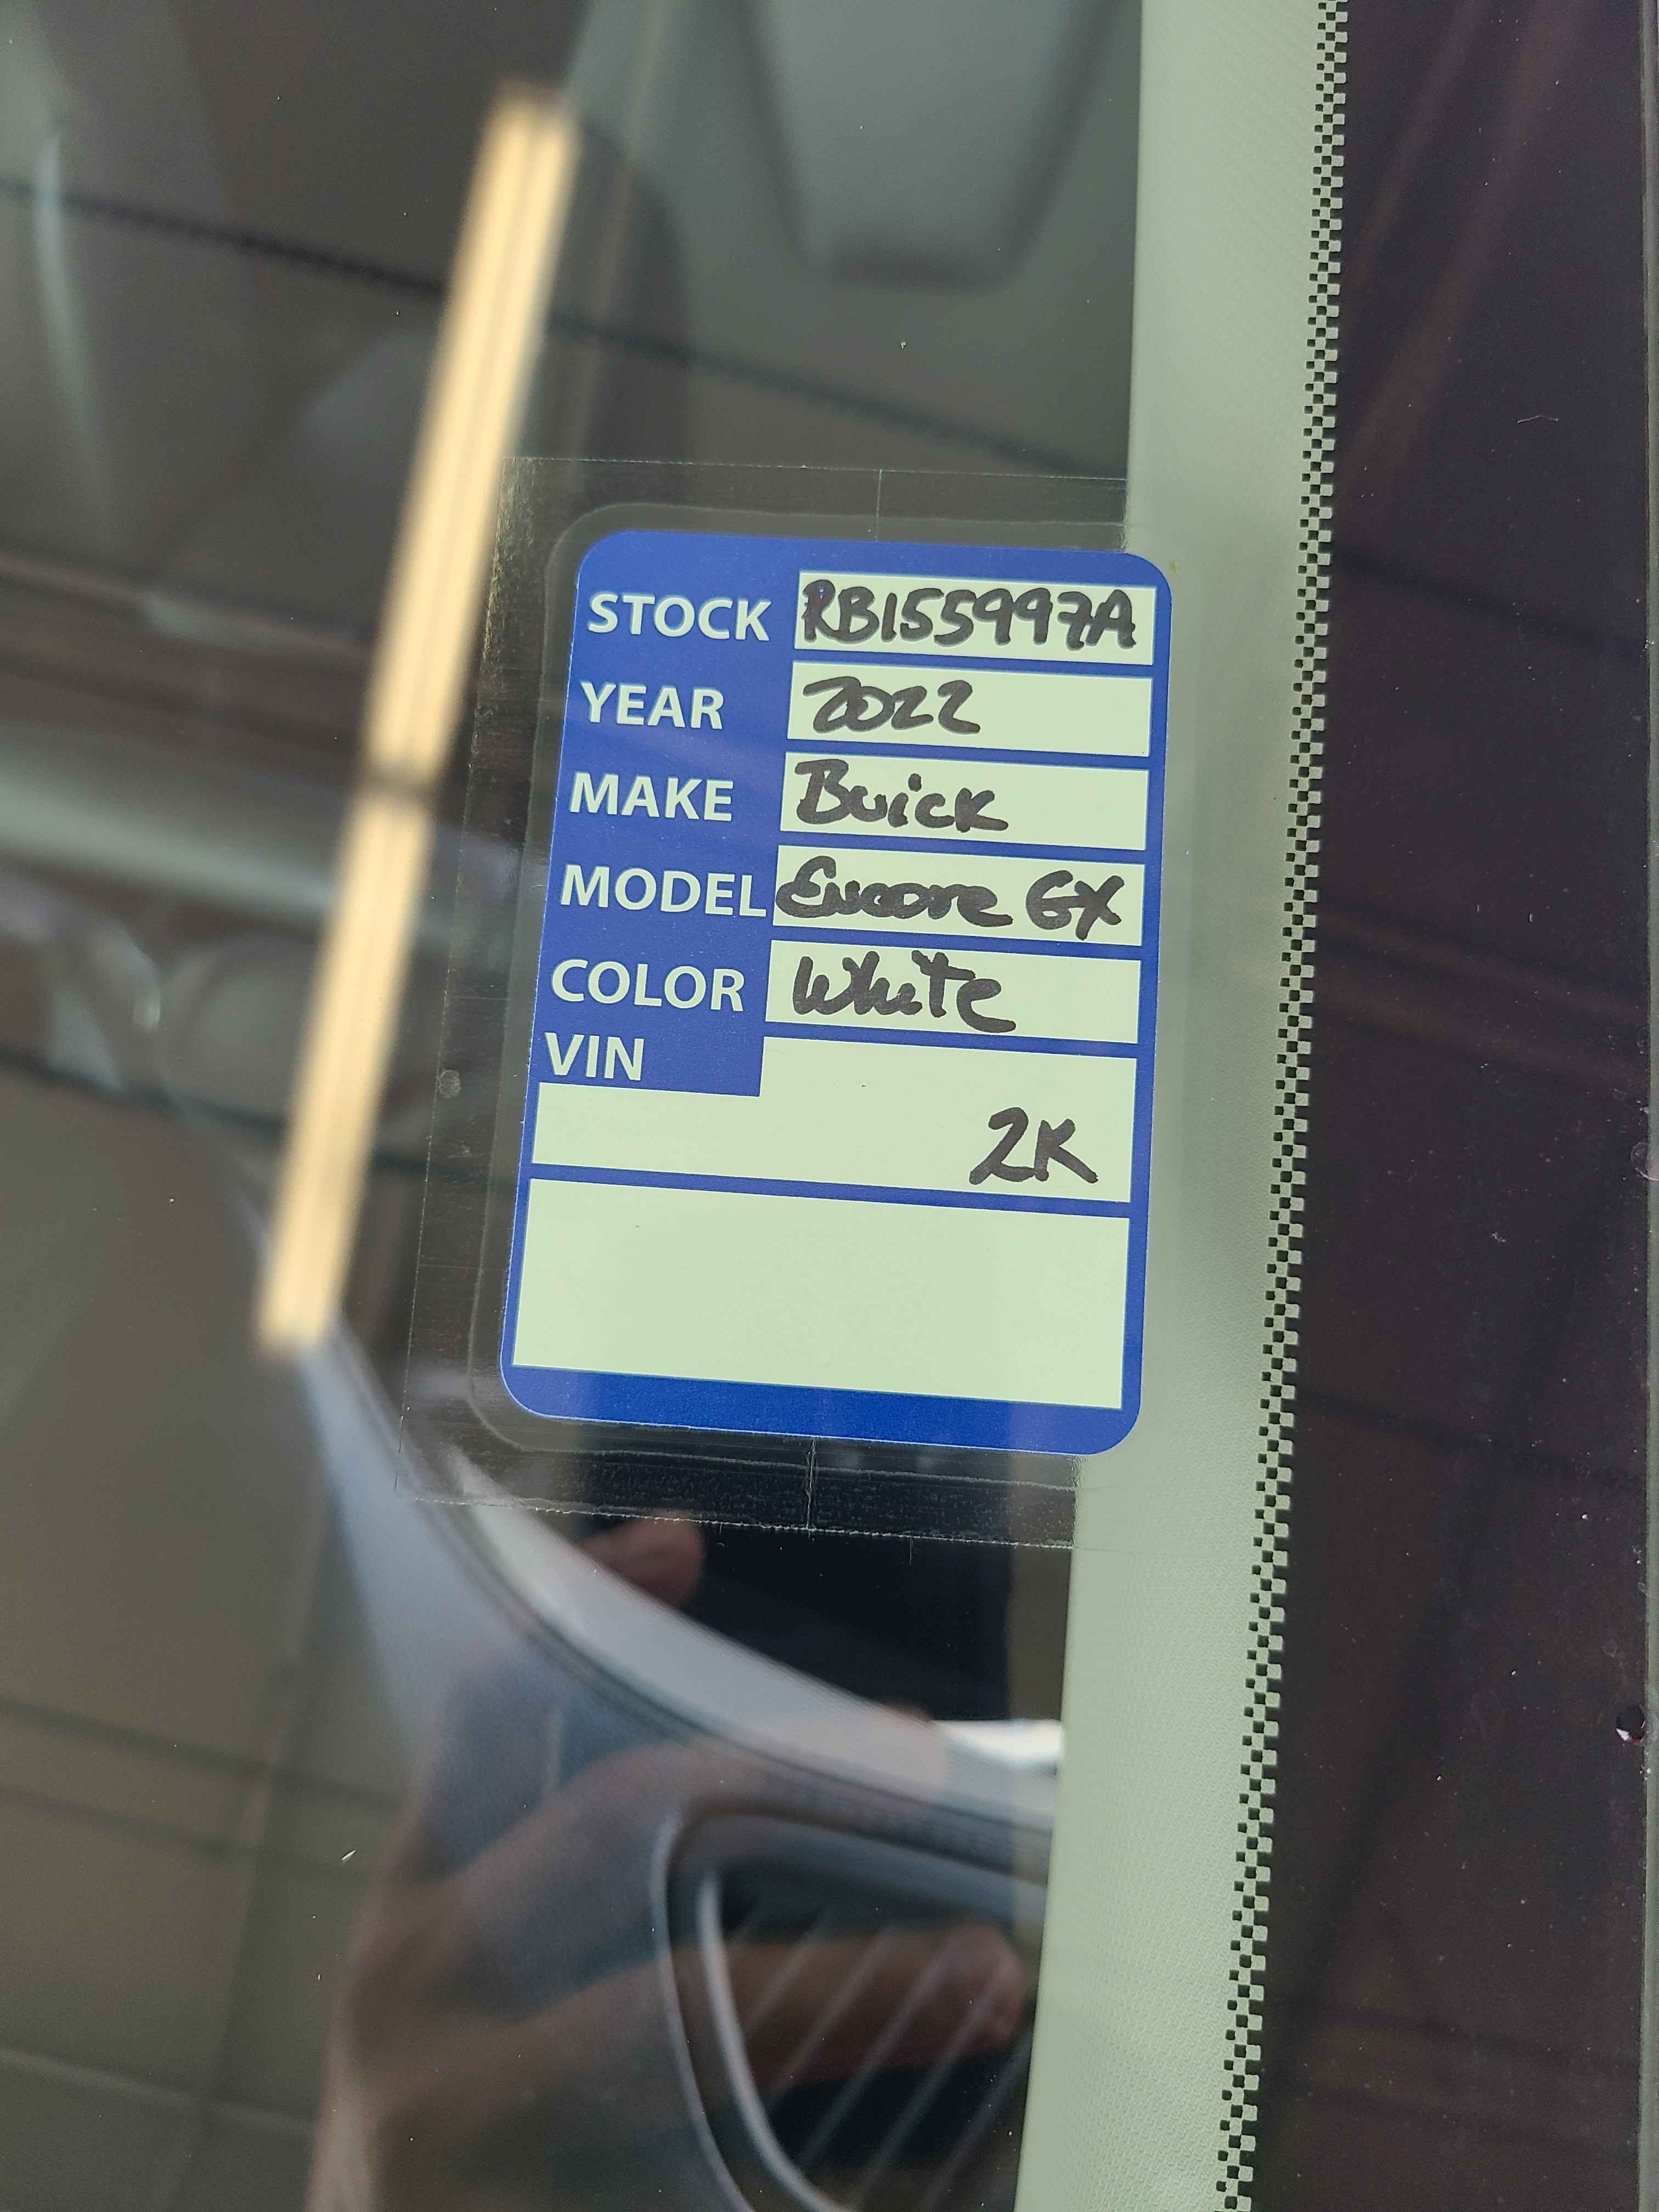 STOCK RB155997A
YEAR 2022
MAKE Buick
MODEL Encore GX
COLOR White
VIN
2K